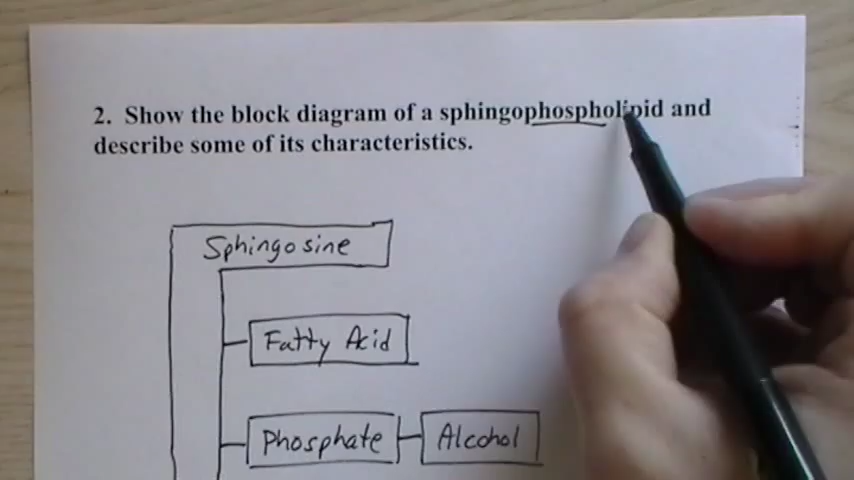 2. Show the block diagram of a sphingophospholipid and
describe some of its characteristics.
Sphingosine
Fatty Acid
Phosphate Alcohol